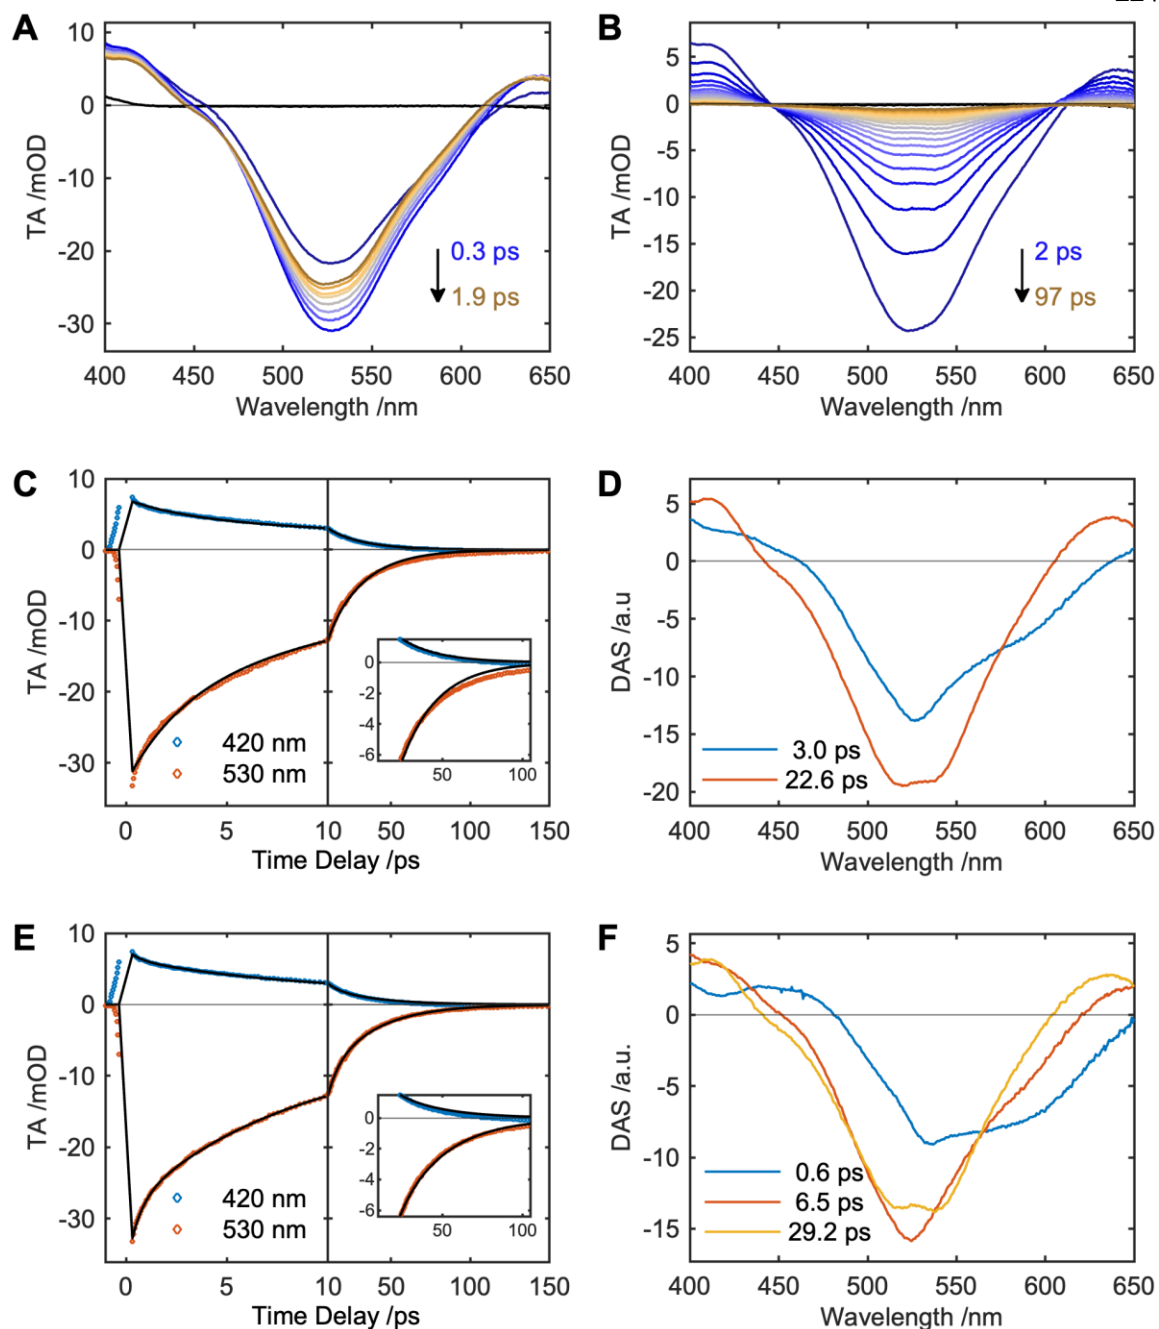 A
10
0
-10
-20
-30
TA /mOD
0.3 ps
1.9 ps
400 450 500 550 600 650
Wavelength /nm
B
5
0
-5
-10
-15
-20
-25
TA /mOD
2 ps
97 ps
400 450 500 550 600 650
Wavelength /nm
C
10
0
-10
-20
-30
TA /mOD
420 nm
530 nm
0
-2
-4
-6
50 100
0 5 10 50 100 150
Time Delay /ps
D
5
0
-5
-10
-15
-20
DAS /a.u
3.0 ps
22.6 ps
400 450 500 550 600 650
Wavelength /nm
E
10
0
-10
-20
-30
TA /mOD
420 nm
530 nm
0
-2
-4
-6
50 100
0 5 10 50 100 150
Time Delay /ps
F
5
0
-5
-10
-15
DAS /a.u.
0.6 ps
6.5 ps
29.2 ps
400 450 500 550 600 650
Wavelength /nm